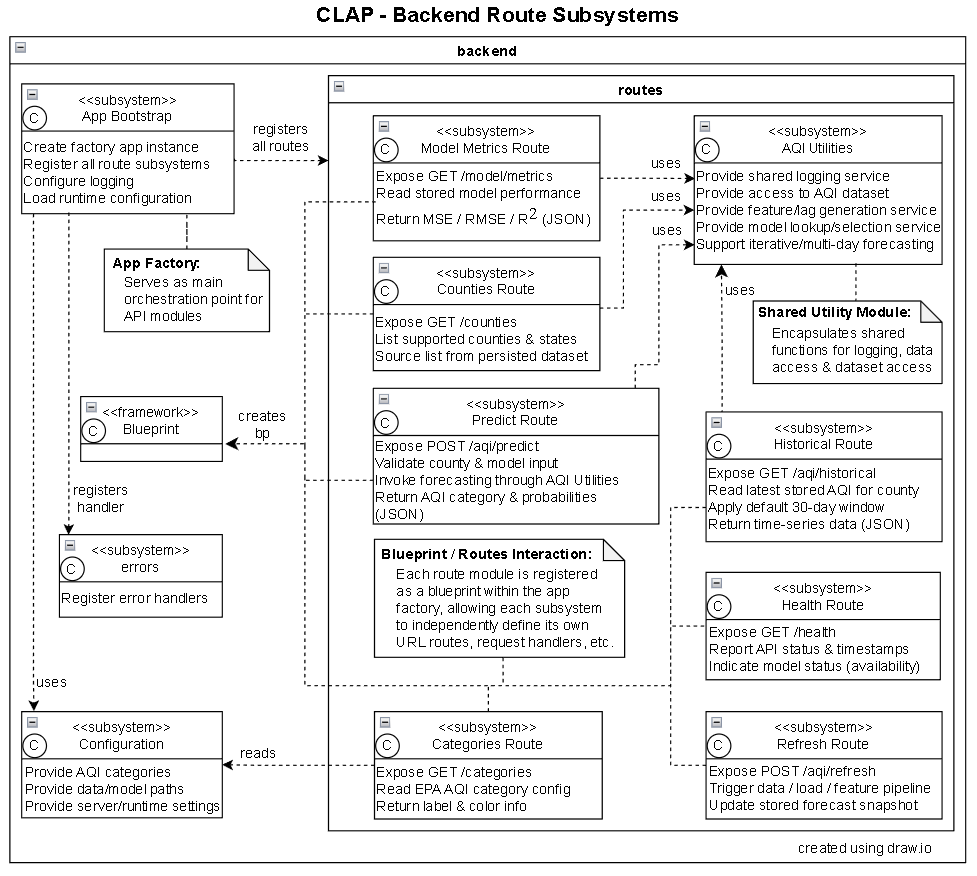 CLAP - Backend Route Subsystems
backend
<<subsystem>>
App Bootstrap
C
Create factory app instance
Register all route subsystems
Configure logging
Load runtime configuration
registers
all routes
App Factory:
Serves as main
orchestration point for
API modules
<<framework>>
Blueprint
C
creates
bp
registers
handler
<<subsystem>>
errors
C
Register error handlers
uses
<<subsystem>>
Configuration
C
Provide AQI categories
Provide data/model paths
Provide server/runtime settings
reads
routes
<<subsystem>>
Model Metrics Route
C
Expose GET /model/metrics
Read stored model performance
Return MSE / RMSE / R2 (JSON)
uses
uses
uses
<<subsystem>>
Counties Route
C
Expose GET /counties
List supported counties & states
Source list from persisted dataset
<<subsystem>>
Predict Route
C
Expose POST /aqi/predict
Validate county & model input
Invoke forecasting through AQI Utilities
Return AQI category & probabilities
(JSON)
Blueprint / Routes Interaction:
Each route module is registered
as a blueprint within the app
factory, allowing each subsystem
to independently define its own
URL routes, request handlers, etc.
<<subsystem>>
Categories Route
C
Expose GET /categories
Read EPA AQI category config
Return label & color info
<<subsystem>>
AQI Utilities
C
Provide shared logging service
Provide access to AQI dataset
Provide feature/lag generation service
Provide model lookup/selection service
Support iterative/multi-day forecasting
uses
Shared Utility Module:
Encapsulates shared
functions for logging, data
access & dataset access
<<subsystem>>
Historical Route
C
Expose GET /aqi/historical
Read latest stored AQI for county
Apply default 30-day window
Return time-series data (JSON)
<<subsystem>>
Health Route
C
Expose GET /health
Report API status & timestamps
Indicate model status (availability)
<<subsystem>>
Refresh Route
C
Expose POST /aqi/refresh
Trigger data / load / feature pipeline
Update stored forecast snapshot
created using draw.io